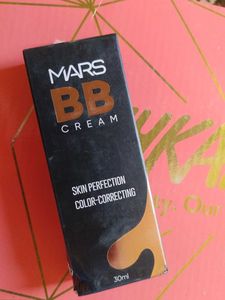 MARS
BB
CREAM
SKIN PERFECTION
COLOR-CORRECTING
30ml